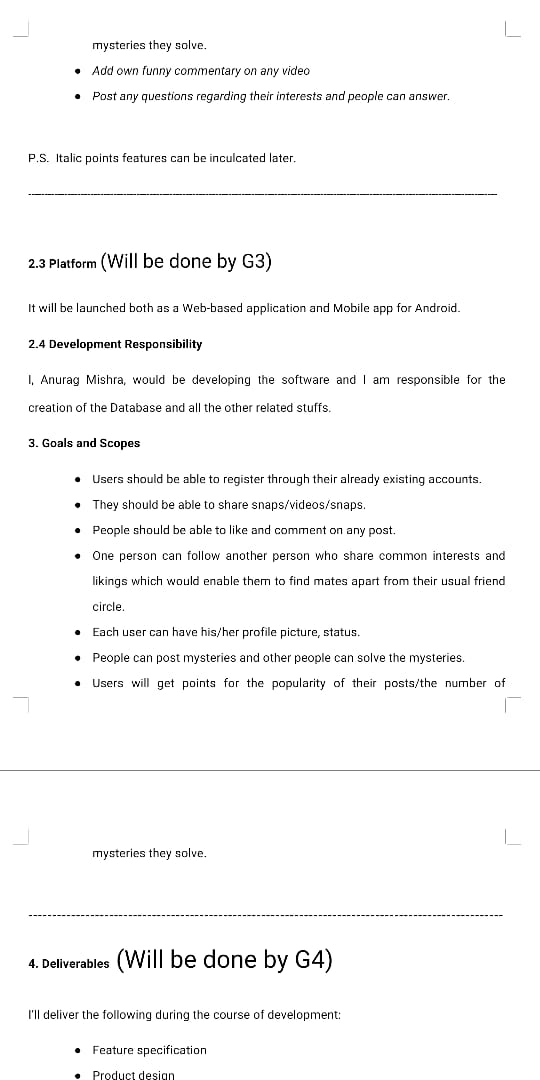 mysteries they solve.
● Add own funny commentary on any video
● Post any questions regarding their interests and people can answer.
P.S. Italic points features can be inculcated later.
2.3 Platform (Will be done by G3)
It will be launched both as a Web-based application and Mobile app for Android.
2.4 Development Responsibility
I, Anurag Mishra, would be developing the software and I am responsible for the
creation of the Database and all the other related stuffs.
3. Goals and Scopes
● Users should be able to register through their already existing accounts.
● They should be able to share snaps/videos/snaps.
● People should be able to like and comment on any post.
● One person can follow another person who share common interests and
likings which would enable them to find mates apart from their usual friend
circle.
● Each user can have his/her profile picture, status.
● People can post mysteries and other people can solve the mysteries.
● Users will get points for the popularity of their posts/the number of
mysteries they solve.
4. Deliverables (Will be done by G4)
I'll deliver the following during the course of development:
● Feature specification
● Product design